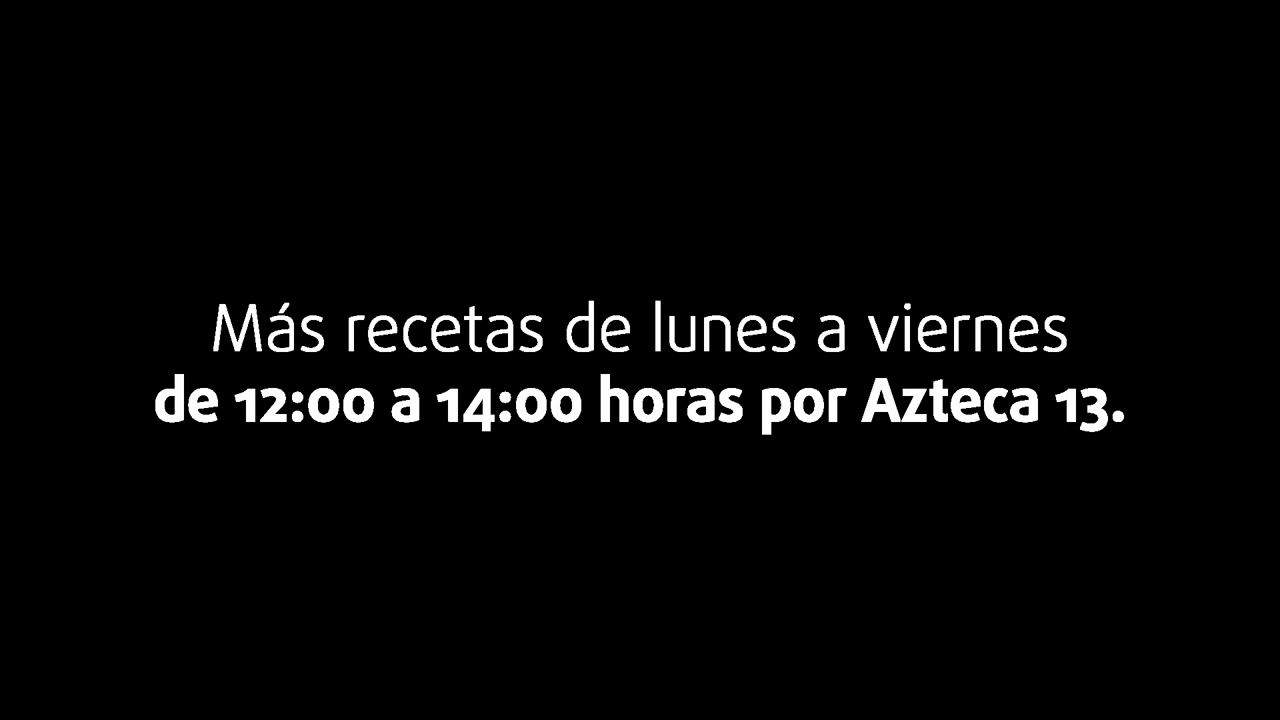 Más recetas de lunes a viernes
de 12:00 a 14:00 horas por Azteca 13.